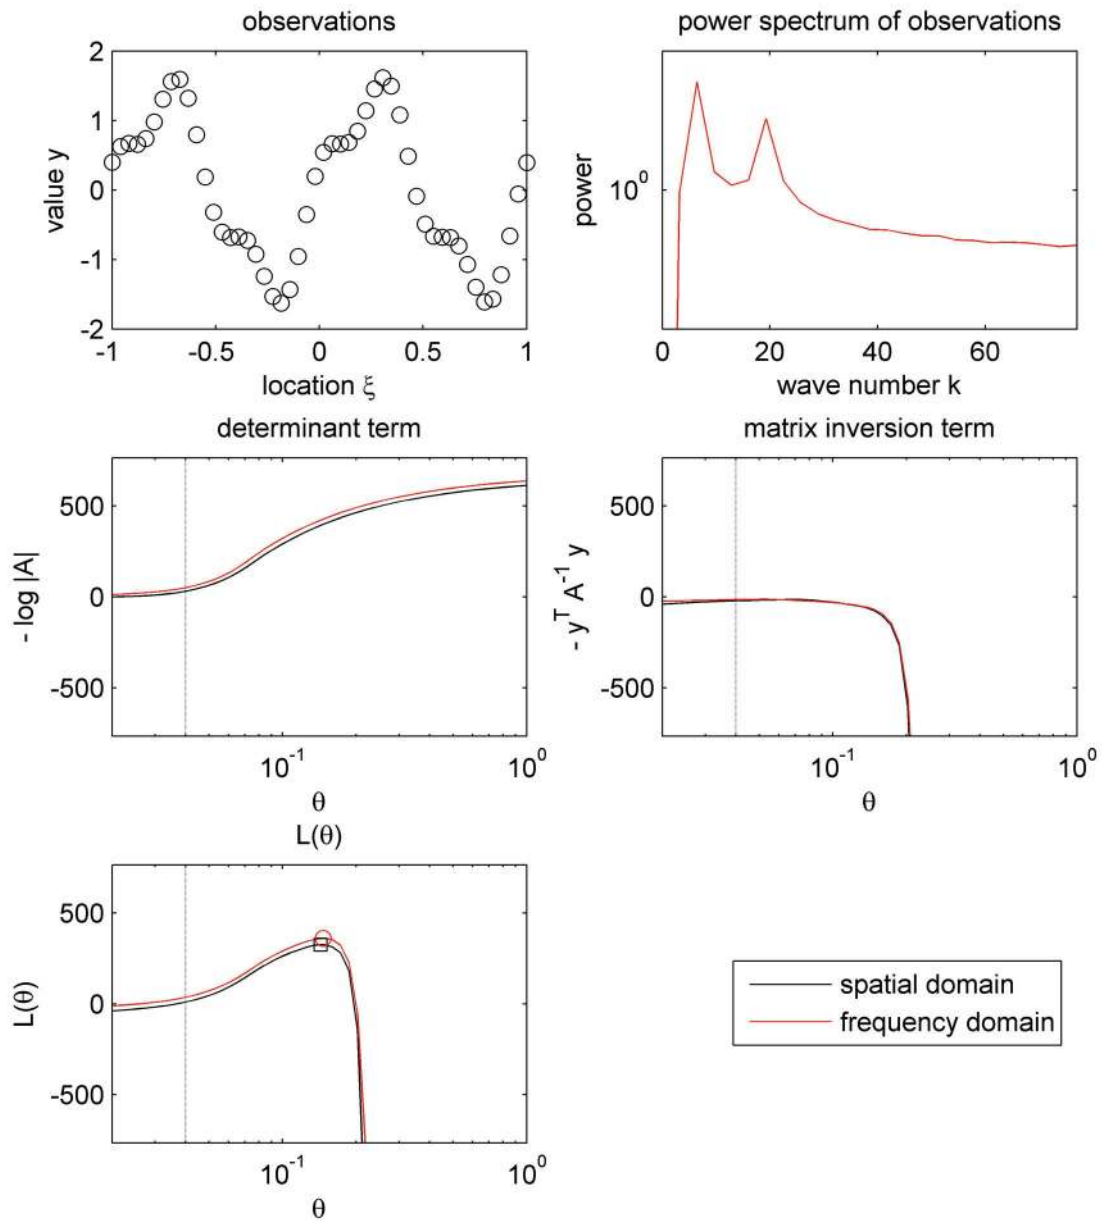 observations
value y
2
1
0
-1
-2
-1
-0.5
0
0.5
1
location ξ
power spectrum of observations
power
10⁰
0
20
40
60
wave number k
determinant term
- log |A|
500
0
-500
10⁻¹
10⁰
θ
matrix inversion term
- yᵀ A⁻¹ y
500
0
-500
10⁻¹
10⁰
θ
L(θ)
L(θ)
500
0
-500
10⁻¹
10⁰
θ
spatial domain
frequency domain